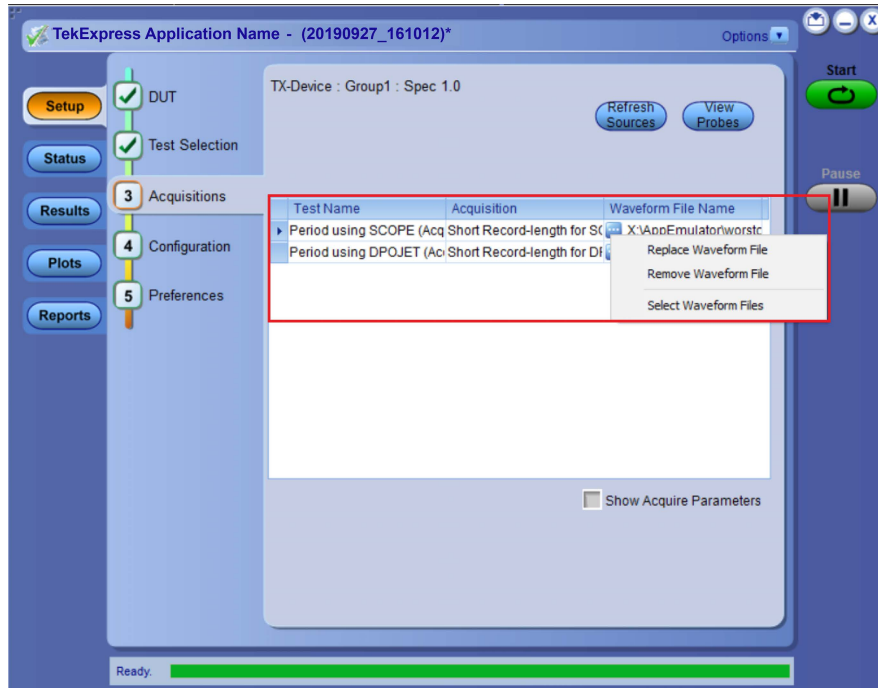 TekExpress Application Name - (20190927_161012)*
Options
Start
Setup
DUT
TX-Device : Group1 : Spec 1.0
Refresh
Sources
View
Probes
Status
Test Selection
Pause
Results
3 Acquisitions
Test Name Acquisition Waveform File Name
Period using SCOPE (Acq Short Record-length for SC X:\AppEmulator\worstc
Period using DPOJET (Ac Short Record-length for
Replace Waveform File
Remove Waveform File
Select Waveform Files
4 Configuration
Plots
5 Preferences
Reports
Show Acquire Parameters
Ready.